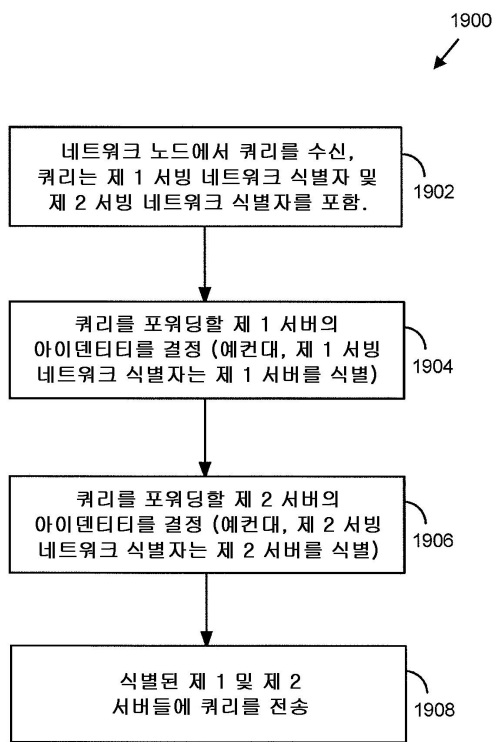 1900
네트워크 노드에서 쿼리를 수신,
쿼리는 제 1 서빙 네트워크 식별자 및
제 2 서빙 네트워크 식별자를 포함.
1902
쿼리를 포워딩할 제 1 서버의
아이덴티티를 결정 (예컨대, 제 1 서빙
네트워크 식별자는 제 1 서버를 식별)
1904
쿼리를 포워딩할 제 2 서버의
아이덴티티를 결정 (예컨대, 제 2 서빙
네트워크 식별자는 제 2 서버를 식별)
1906
식별된 제 1 및 제 2
서버들에 쿼리를 전송
1908